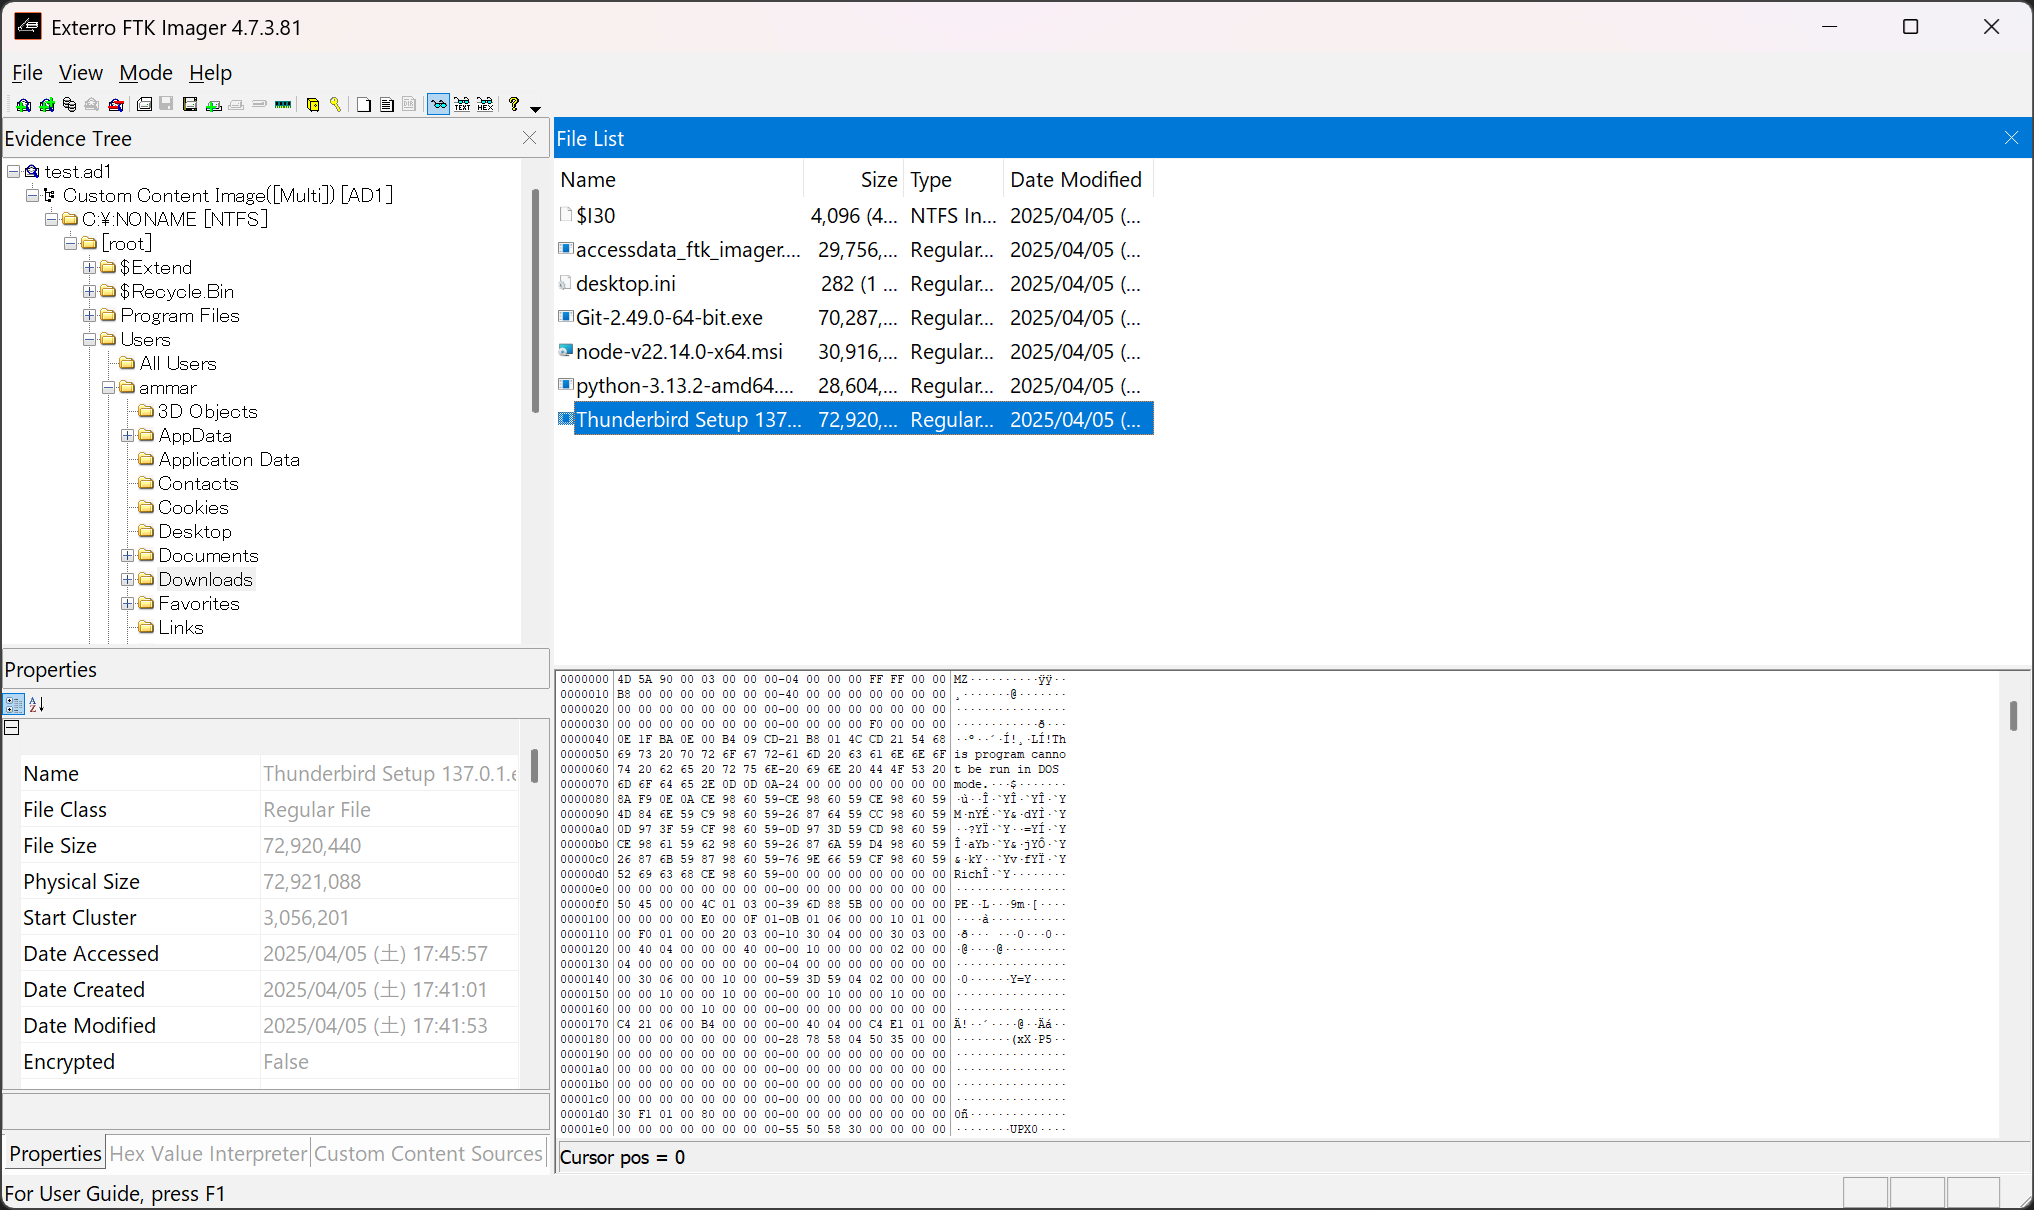 Exterro FTK Imager 4.7.3.81
File View Mode Help
Evidence Tree
test.ad1
Custom Content Image([Multi]) [AD1]
C:¥:NONAME [NTFS]
[root]
$Extend
$Recycle.Bin
Program Files
Users
All Users
ammar
3D Objects
AppData
Application Data
Contacts
Cookies
Desktop
Documents
Downloads
Favorites
Links
Properties
Name Thunderbird Setup 137.0.1.e
File Class Regular File
File Size 72,920,440
Physical Size 72,921,088
Start Cluster 3,056,201
Date Accessed 2025/04/05 (土) 17:45:57
Date Created 2025/04/05 (土) 17:41:01
Date Modified 2025/04/05 (土) 17:41:53
Encrypted False
Properties Hex Value Interpreter Custom Content Sources
For User Guide, press F1
File List
Name Size Type Date Modified
$I30 4,096 (4... NTFS In... 2025/04/05 (...
accessdata_ftk_imager.... 29,756,... Regular... 2025/04/05 (...
desktop.ini 282 (1 ... Regular... 2025/04/05 (...
Git-2.49.0-64-bit.exe 70,287,... Regular... 2025/04/05 (...
node-v22.14.0-x64.msi 30,916,... Regular... 2025/04/05 (...
python-3.13.2-amd64.... 28,604,... Regular... 2025/04/05 (...
Thunderbird Setup 137... 72,920,... Regular... 2025/04/05 (...
0000000 4D 5A 90 00 03 00 00 00-04 00 00 00 FF FF 00 00 MZ··········ÿÿ··
0000010 B8 00 00 00 00 00 00 00-40 00 00 00 00 00 00 00 ¸·······@·······
0000020 00 00 00 00 00 00 00 00-00 00 00 00 00 00 00 00 ················
0000030 00 00 00 00 00 00 00 00-00 00 00 00 F0 00 00 00 ············ð···
0000040 0E 1F BA 0E 00 B4 09 CD-21 B8 01 4C CD 21 54 68 ··º··´·Í!¸·LÍ!Th
0000050 69 73 20 70 72 6F 67 72-61 6D 20 63 61 6E 6E 6F is program canno
0000060 74 20 62 65 20 72 75 6E-20 69 6E 20 44 4F 53 20 t be run in DOS
0000070 6D 6F 64 65 2E 0D 0D 0A-24 00 00 00 00 00 00 00 mode.···$·······
0000080 8A F9 0E 0A CE 98 60 59-CE 98 60 59 CE 98 60 59 ·ù··Î·`YÎ·`YÎ·`Y
0000090 4D 84 6E 59 C9 98 60 59-26 87 64 59 CC 98 60 59 M·nYÉ·`Y&·dYÌ·`Y
00000a0 0D 97 3F 59 CF 98 60 59-0D 97 3D 59 CD 98 60 59 ··?YÏ·`Y··=YÍ·`Y
00000b0 CE 98 61 59 62 98 60 59-26 87 6A 59 D4 98 60 59 Î·aYb·`Y&·jYÔ·`Y
00000c0 26 87 6B 59 87 98 60 59-76 9E 66 59 CF 98 60 59 &·kY··`Yv·fYÏ·`Y
00000d0 52 69 63 68 CE 98 60 59-00 00 00 00 00 00 00 00 RichÎ·`Y········
00000e0 00 00 00 00 00 00 00 00-00 00 00 00 00 00 00 00 ················
00000f0 50 45 00 00 4C 01 03 00-39 6D 88 5B 00 00 00 00 PE··L···9m·[····
0000100 00 00 00 00 E0 00 0F 01-0B 01 06 00 00 10 01 00 ····à···········
0000110 00 F0 01 00 00 20 03 00-10 30 04 00 00 30 03 00 ·ð··· ···0···0··
0000120 00 40 04 00 00 00 40 00-00 10 00 00 00 02 00 00 ·@····@·········
0000130 04 00 00 00 00 00 00 00-04 00 00 00 00 00 00 00 ················
0000140 00 30 06 00 00 10 00 00-59 3D 59 04 02 00 00 00 ·0······Y=Y·····
0000150 00 00 10 00 00 10 00 00-00 00 10 00 00 10 00 00 ················
0000160 00 00 00 00 10 00 00 00-00 00 00 00 00 00 00 00 ················
0000170 C4 21 06 00 B4 00 00 00-00 40 04 00 C4 E1 01 00 Ä!··´····@··Äá··
0000180 00 00 00 00 00 00 00 00-28 78 58 04 50 35 00 00 ········(xX·P5··
0000190 00 00 00 00 00 00 00 00-00 00 00 00 00 00 00 00 ················
00001a0 00 00 00 00 00 00 00 00-00 00 00 00 00 00 00 00 ················
00001b0 00 00 00 00 00 00 00 00-00 00 00 00 00 00 00 00 ················
00001c0 00 00 00 00 00 00 00 00-00 00 00 00 00 00 00 00 ················
00001d0 30 F1 01 00 80 00 00 00-00 00 00 00 00 00 00 00 0ñ··············
00001e0 00 00 00 00 00 00 00 00-55 50 58 30 00 00 00 00 ········UPX0····
Cursor pos = 0